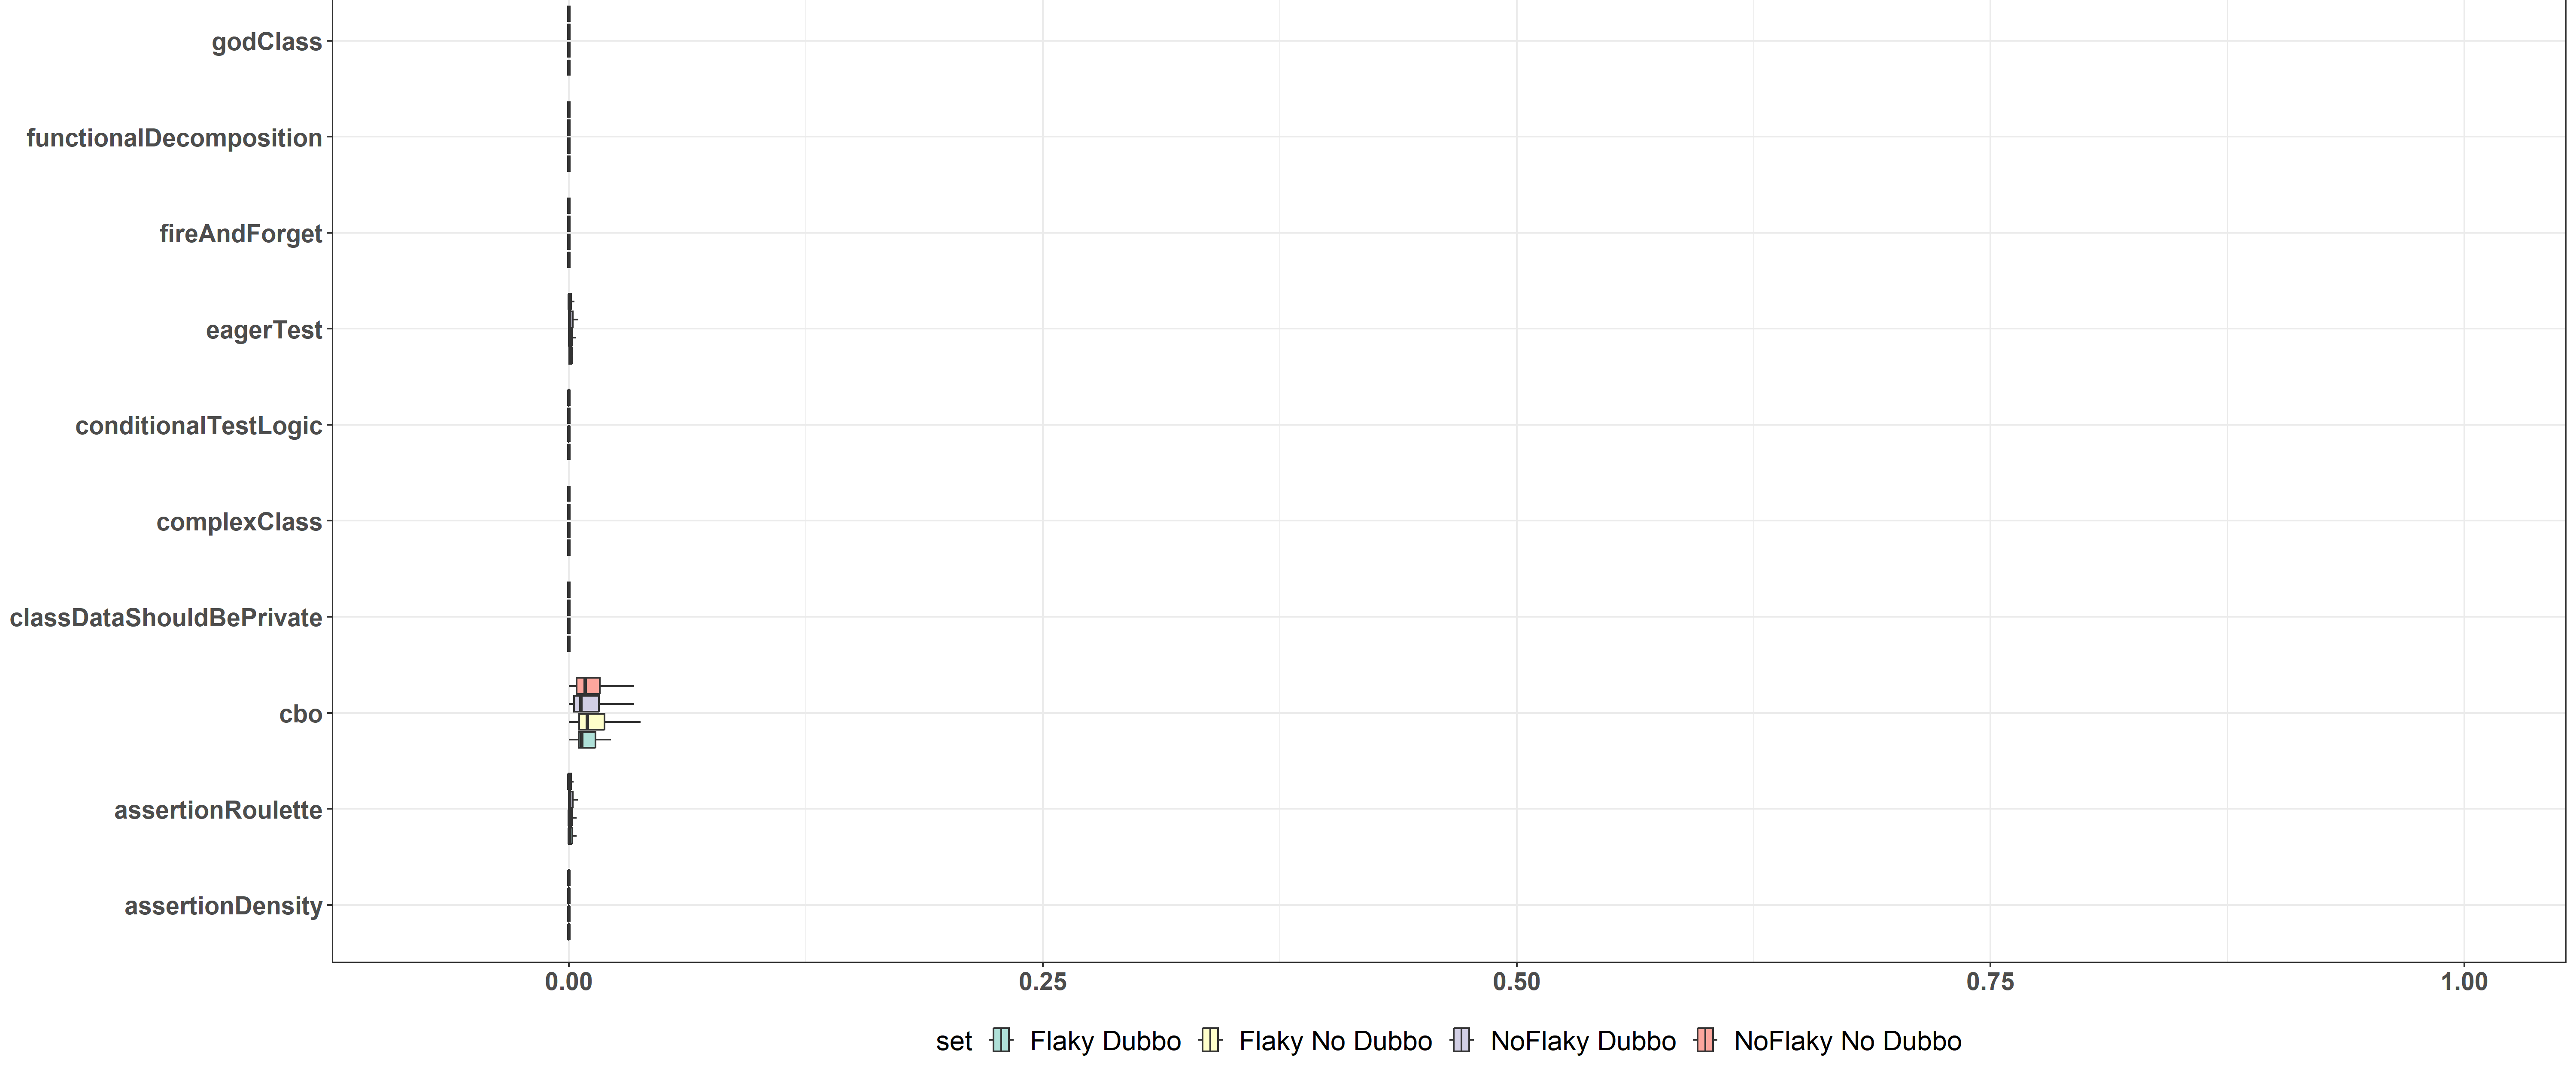 godClass
functionalDecomposition
fireAndForget
eagerTest
conditionalTestLogic
complexClass
classDataShouldBePrivate
cbo
assertionRoulette
assertionDensity
0.00 0.25 0.50 0.75 1.00
set Flaky Dubbo Flaky No Dubbo NoFlaky Dubbo NoFlaky No Dubbo